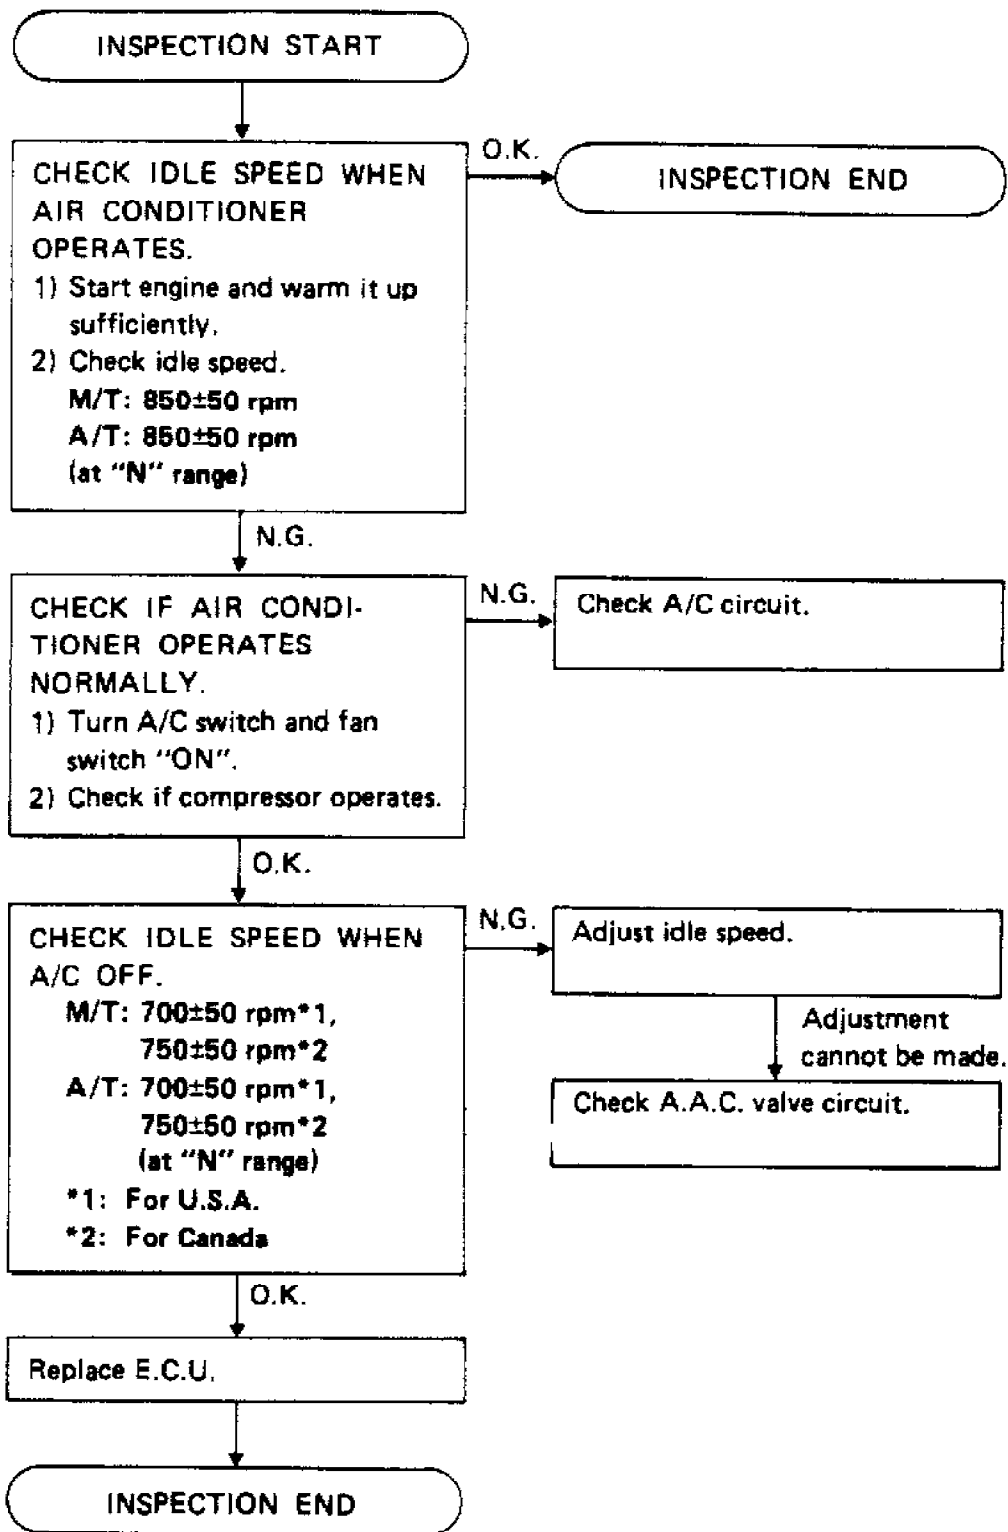 INSPECTION START
O.K.
CHECK IDLE SPEED WHEN
AIR CONDITIONER
OPERATES.
1) Start engine and warm it up
sufficiently.
2) Check idle speed.
M/T: 850±50 rpm
A/T: 850±50 rpm
(at "N" range)
INSPECTION END
N.G.
CHECK IF AIR CONDI-
TIONER OPERATES
NORMALLY.
1) Turn A/C switch and fan
switch "ON".
2) Check if compressor operates.
N.G.
Check A/C circuit.
O.K.
CHECK IDLE SPEED WHEN
A/C OFF.
M/T: 700±50 rpm*1,
750±50 rpm*2
A/T: 700±50 rpm*1,
750±50 rpm*2
(at "N" range)
*1: For U.S.A.
*2: For Canada
N.G.
Adjust idle speed.
Adjustment
cannot be made.
Check A.A.C. valve circuit.
O.K.
Replace E.C.U.
INSPECTION END